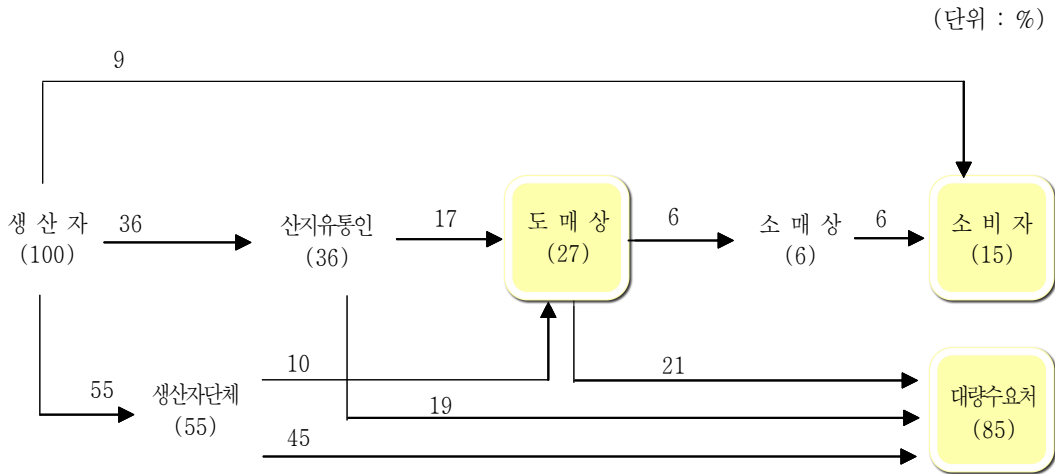 (단위 : %)
9
생 산 자
(100)
36
산지유통인
(36)
17
도 매 상
(27)
6
소 매 상
(6)
6
소 비 자
(15)
55
생산자단체
(55)
10
21
19
45
대량수요처
(85)